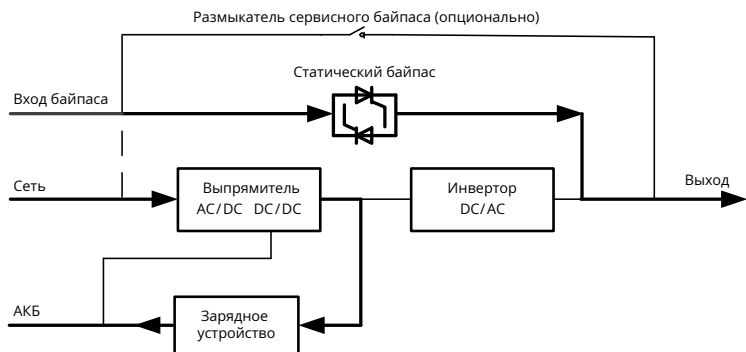 Размыкатель сервисного байпаса (опционально)
Статический байпас
Вход байпаса
Сеть
Выпрямитель
AC/DC DC/DC
Инвертор
DC/AC
Выход
АКБ
Зарядное
устройство